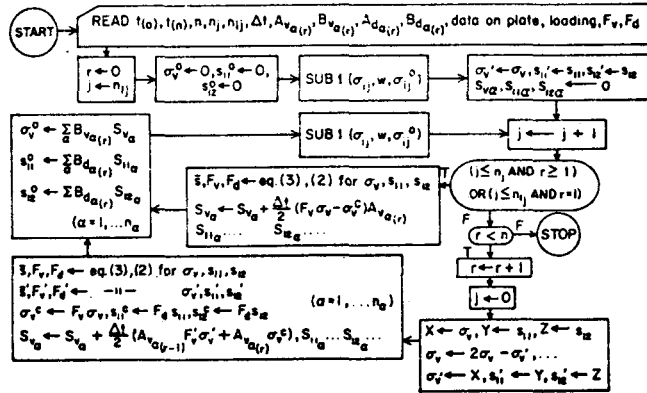 START
READ t(o), t(n), n, nj, nij, Δt, Avα(r), Bvα(r), Adα(r), Bdα(r), data on plate, loading, Fv, Fd
r ← 0
j ← nij
σv° ← 0, s11° ← 0,
s12° ← 0
SUB 1 (σij, w, σij°)
σv' ← σv, s11' ← s11, s12' ← s12
Svα, S11α, S12α ← 0
σv° ← Σα Bvα(r) Svα
s11° ← Σα Bdα(r) S11α
s12° ← Σ Bdα(r) S12α
(α = 1, ... nα)
SUB 1 (σij, w, σij°)
j ← j + 1
T
(j ≤ nj AND r ≥ 1)
OR (j ≤ nij AND r = 1)
s̄, Fv, Fd ← eq. (3), (2) for σv, s11, s12
Svα ← Svα + Δt/2 (Fv σv - σvᶜ) Avα(r)
S11α .... S12α ....
F
r < n
F
STOP
T
r ← r + 1
j ← 0
s̄, Fv, Fd ← eq. (3), (2) for σv, s11, s12
s̄', Fv', Fd' ← -11- σv', s11', s12'
σvᶜ ← Fv σv, s11ᶜ ← Fd s11, s12ᶜ ← Fd s12
(α = 1, ... nα)
Svα ← Svα + Δt/2 (Avα(r-1) Fv' σv' + Avα(r) σvᶜ), S11α ... S12α ...
X ← σv, Y ← s11, Z ← s12
σv ← 2σv - σv', ...
σv' ← X, s11' ← Y, s12' ← Z